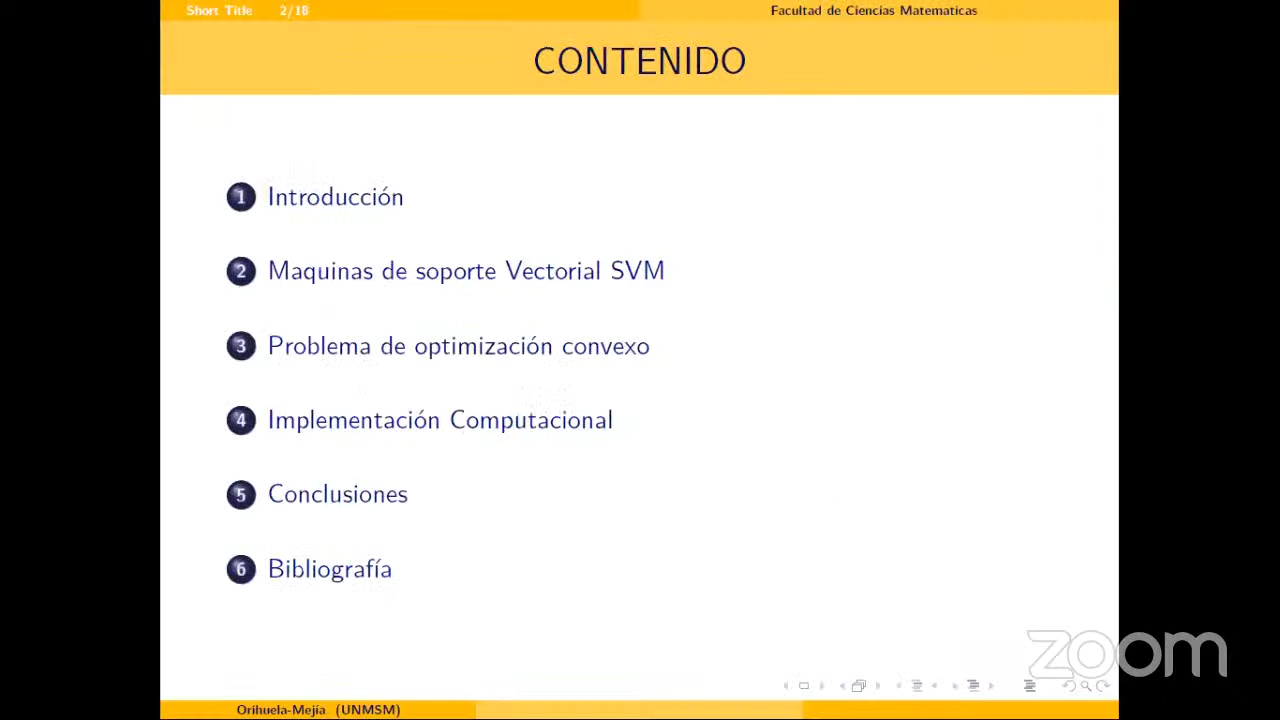 Short Title 2/18 Facultad de Ciencias Matematicas
CONTENIDO
1 Introducción
2 Maquinas de soporte Vectorial SVM
3 Problema de optimización convexo
4 Implementación Computacional
5 Conclusiones
6 Bibliografía
zoom
Orihuela-Mejía (UNMSM)